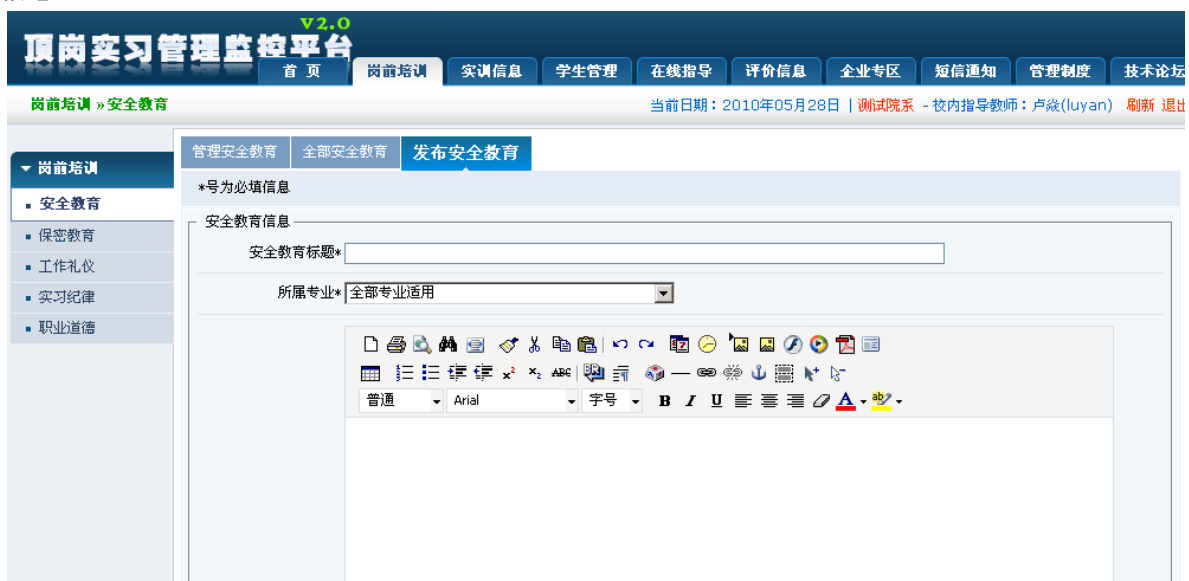 V2.0
顶岗实习管理监控平台
首 页 岗前培训 实训信息 学生管理 在线指导 评价信息 企业专区 短信通知 管理制度 技术论坛
岗前培训 » 安全教育 当前日期：2010年05月28日 | 测试院系 - 校内指导教师：卢焱(luyan) 刷新 退出
管理安全教育 全部安全教育 发布安全教育
岗前培训
*号为必填信息
安全教育
安全教育信息
保密教育
安全教育标题*
工作礼仪
所属专业* 全部专业适用
实习纪律
职业道德
普通 Arial 字号 B I U